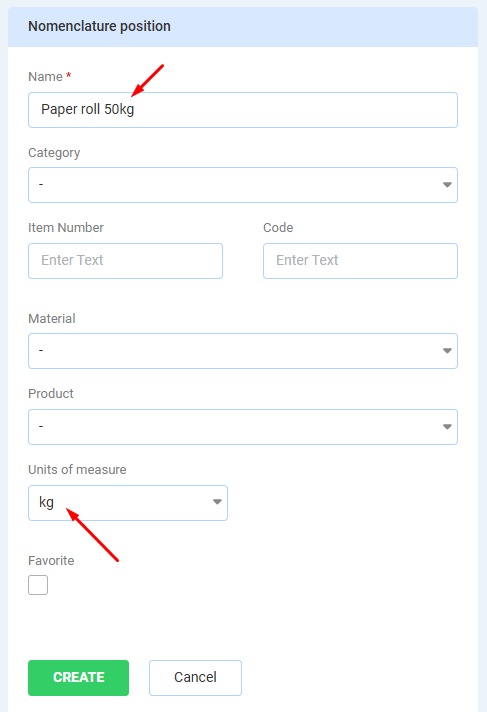 Nomenclature position
Name *
Paper roll 50kg
Category
-
Item Number Code
Enter Text Enter Text
Material
-
Product
-
Units of measure
kg
Favorite
CREATE Cancel